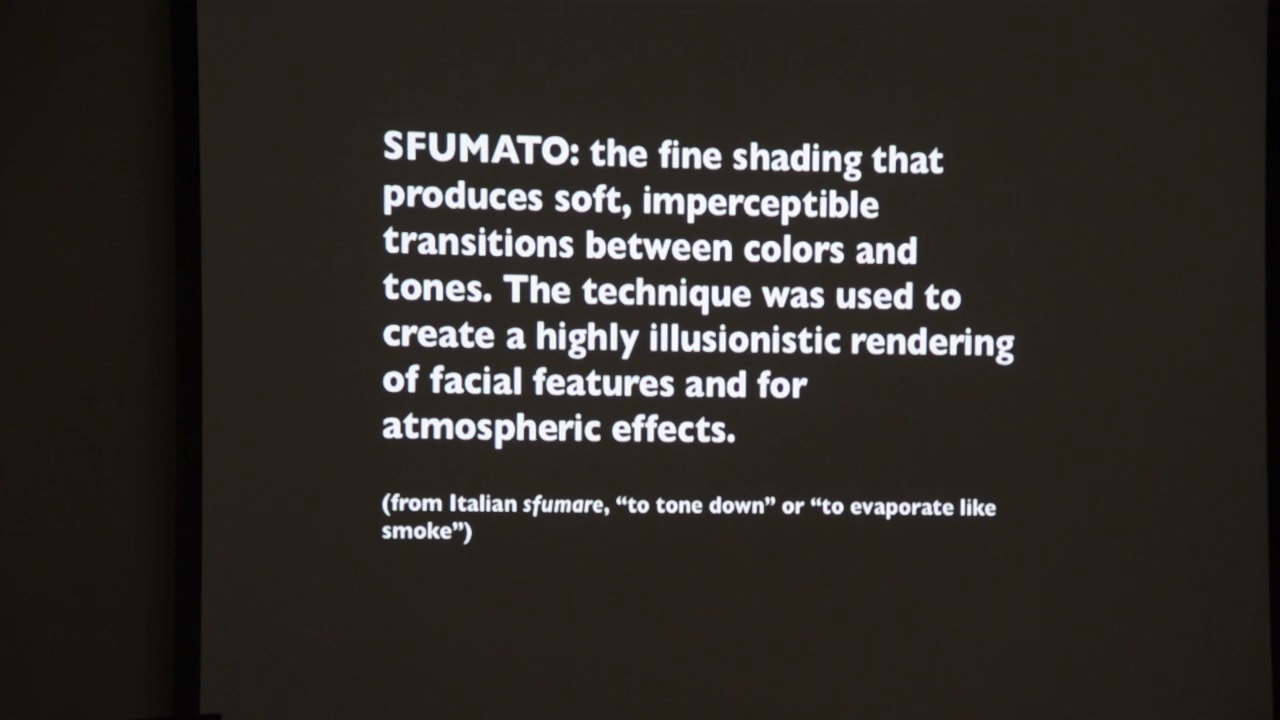 SFUMATO: the fine shading that
produces soft, imperceptible
transitions between colors and
tones. The technique was used to
create a highly illusionistic rendering
of facial features and for
atmospheric effects.
(from Italian sfumare, “to tone down” or “to evaporate like
smoke”)